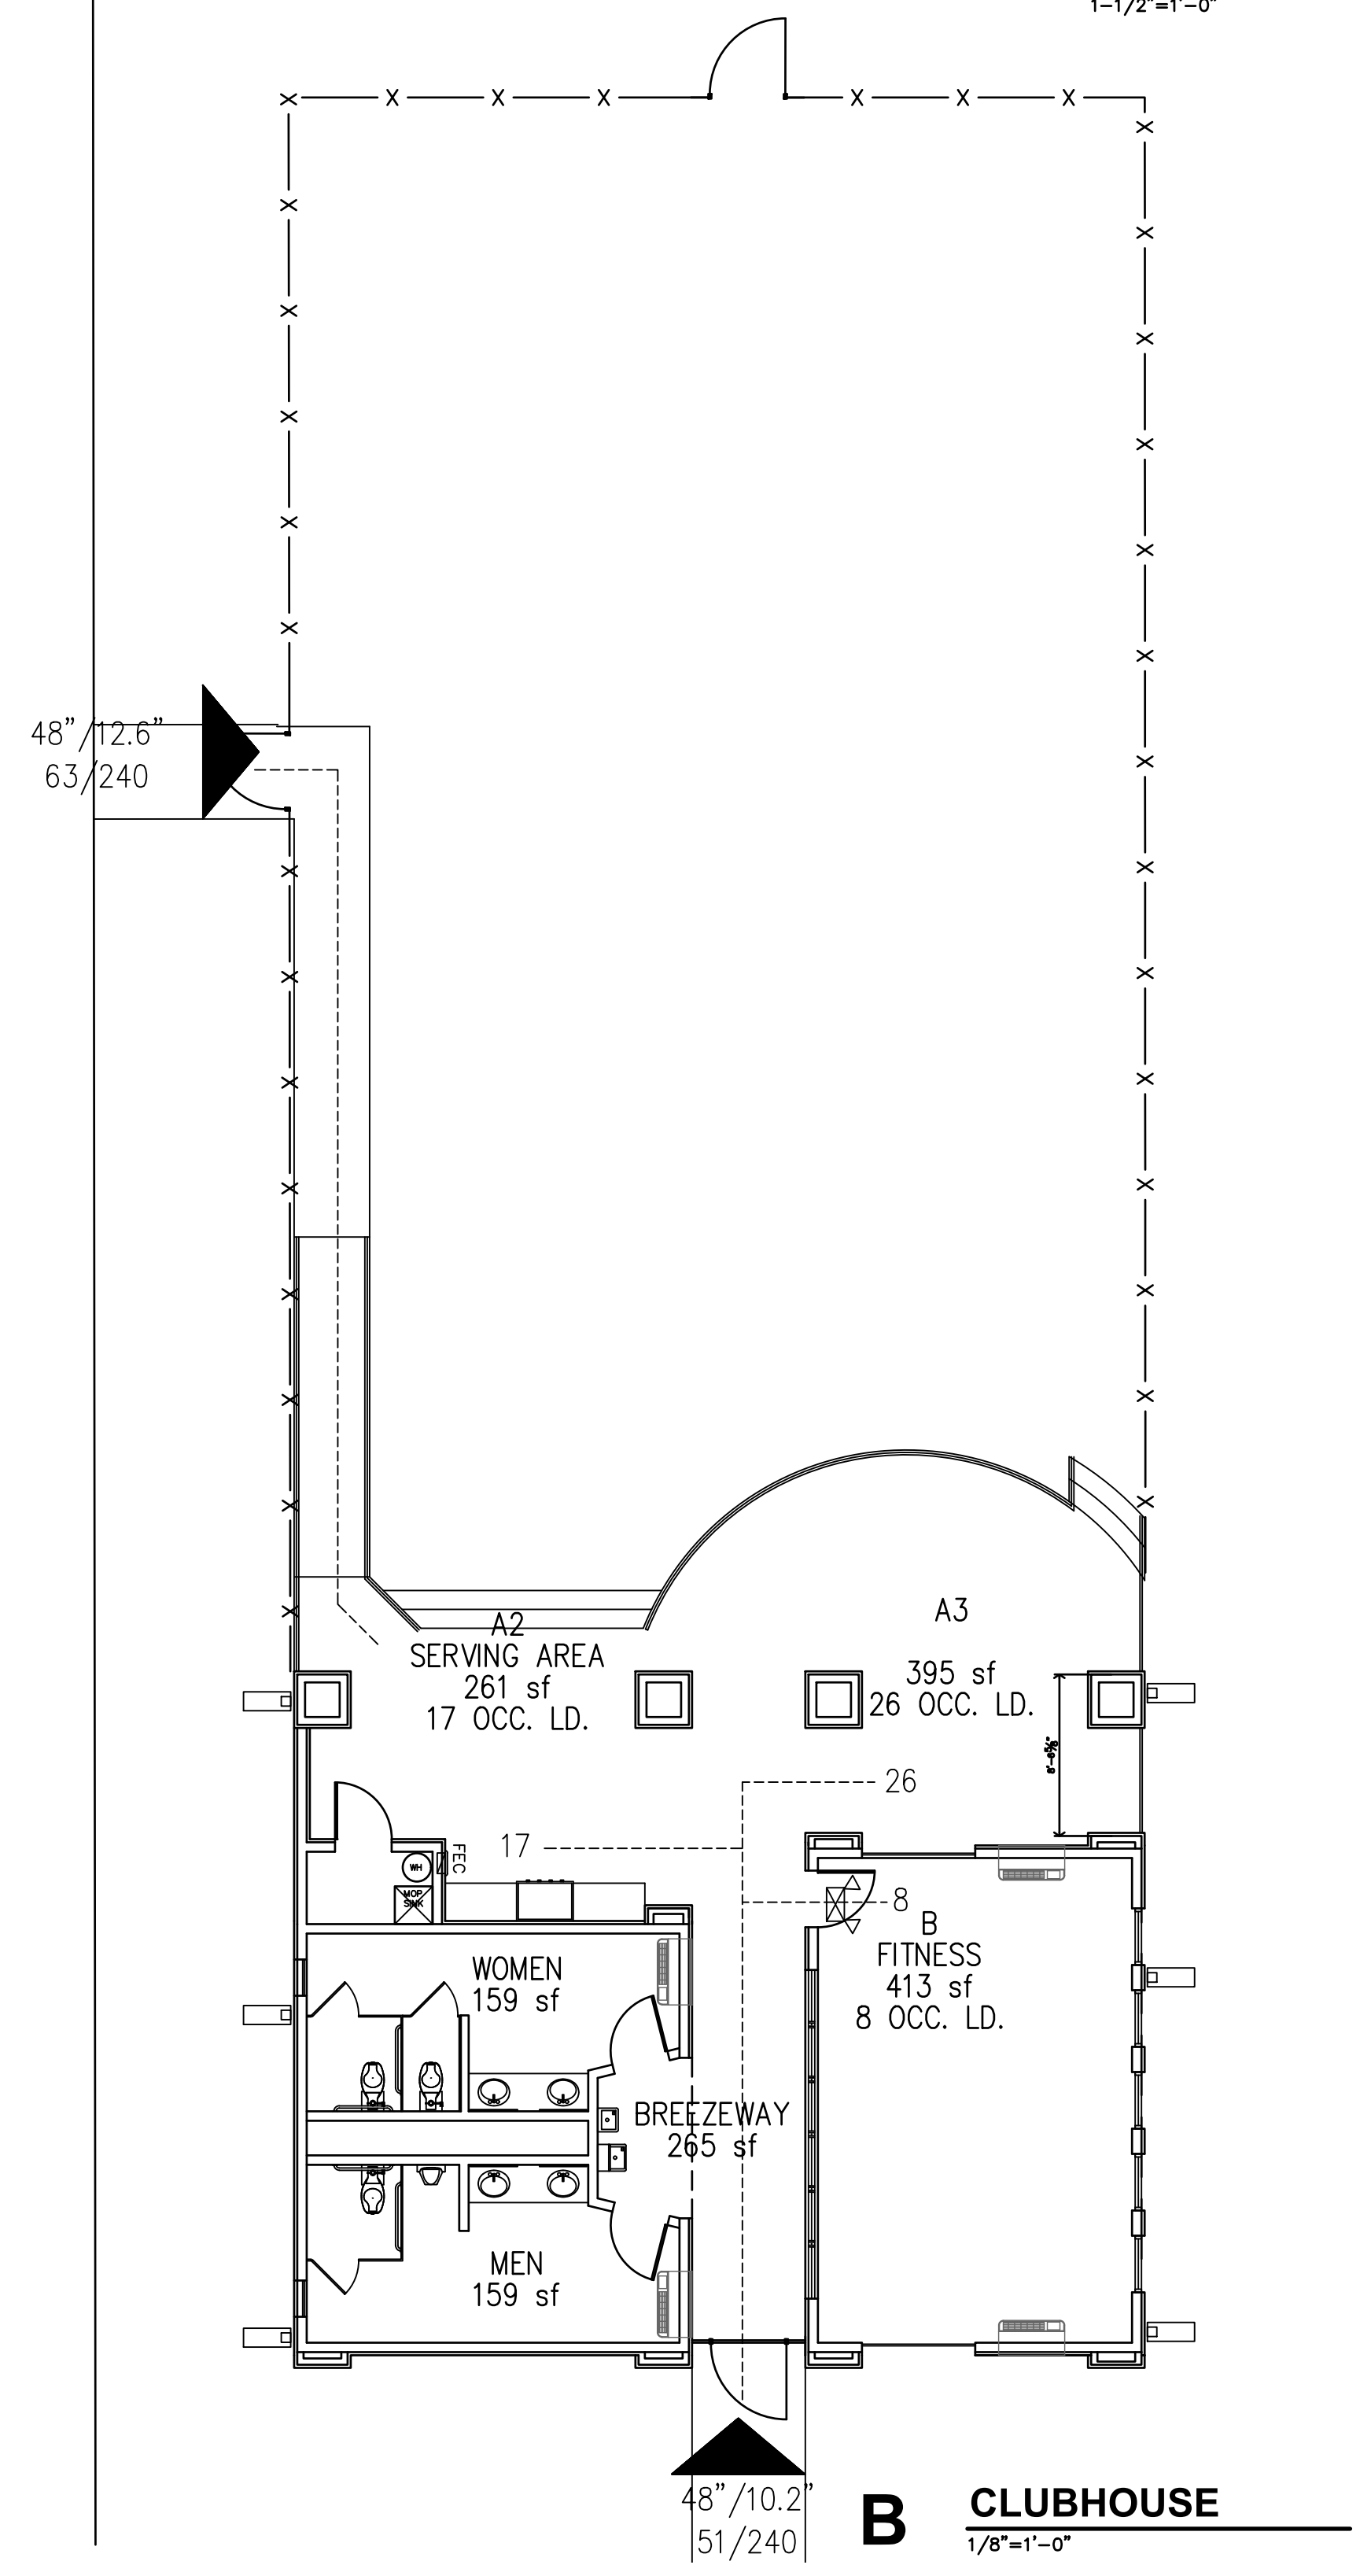 1-1/2"=1'-0"
48"/12.6"
63/240
A2
SERVING AREA
261 sf
17 OCC. LD.
A3
395 sf
26 OCC. LD.
26
17
FEC
WH
MOP
SINK
8
B
FITNESS
413 sf
8 OCC. LD.
WOMEN
159 sf
BREEZEWAY
265 sf
MEN
159 sf
48"/10.2"
51/240
B
CLUBHOUSE
1/8"=1'-0"